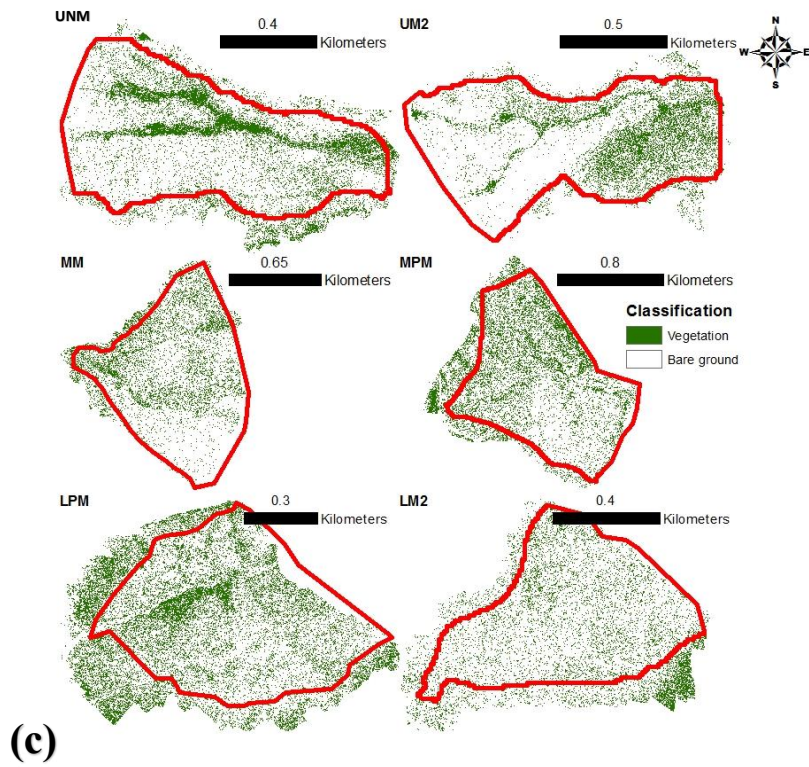 UNM
0.4
Kilometers
UM2
0.5
Kilometers
N
W E
S
MM
0.65
Kilometers
MPM
0.8
Kilometers
Classification
Vegetation
Bare ground
LPM
0.3
Kilometers
LM2
0.4
Kilometers
(c)